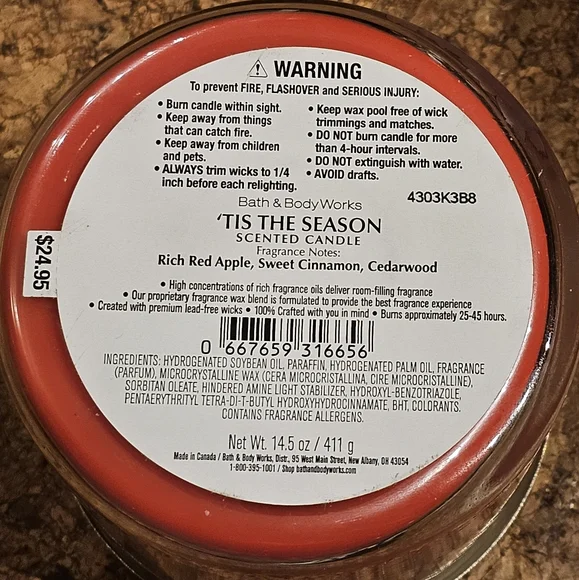 ⚠ WARNING
To prevent FIRE, FLASHOVER and SERIOUS INJURY:
• Burn candle within sight.
• Keep away from things
that can catch fire.
• Keep away from children
and pets.
• ALWAYS trim wicks to 1/4
inch before each relighting.
• Keep wax pool free of wick
trimmings and matches.
• DO NOT burn candle for more
than 4-hour intervals.
• DO NOT extinguish with water.
• AVOID drafts.
4303K3B8
Bath & Body Works
‘TIS THE SEASON
SCENTED CANDLE
Fragrance Notes:
Rich Red Apple, Sweet Cinnamon, Cedarwood
$24.95
• High concentrations of rich fragrance oils deliver room-filling fragrance
• Our proprietary fragrance wax blend is formulated to provide the best fragrance experience
• Created with premium lead-free wicks • 100% Crafted with you in mind • Burns approximately 25-45 hours.
0 667659 316656
INGREDIENTS: HYDROGENATED SOYBEAN OIL, PARAFFIN, HYDROGENATED PALM OIL, FRAGRANCE
(PARFUM), MICROCRYSTALLINE WAX (CERA MICROCRISTALLINA, CIRE MICROCRISTALLINE),
SORBITAN OLEATE, HINDERED AMINE LIGHT STABILIZER, HYDROXYL-BENZOTRIAZOLE,
PENTAERYTHRITYL TETRA-DI-T-BUTYL HYDROXYHYDROCINNAMATE, BHT, COLORANTS.
CONTAINS FRAGRANCE ALLERGENS.
Net Wt. 14.5 oz / 411 g
Made in Canada / Bath & Body Works, Distr., 95 West Main Street, New Albany, OH 43054
1-800-395-1001 / Shop bathandbodyworks.com